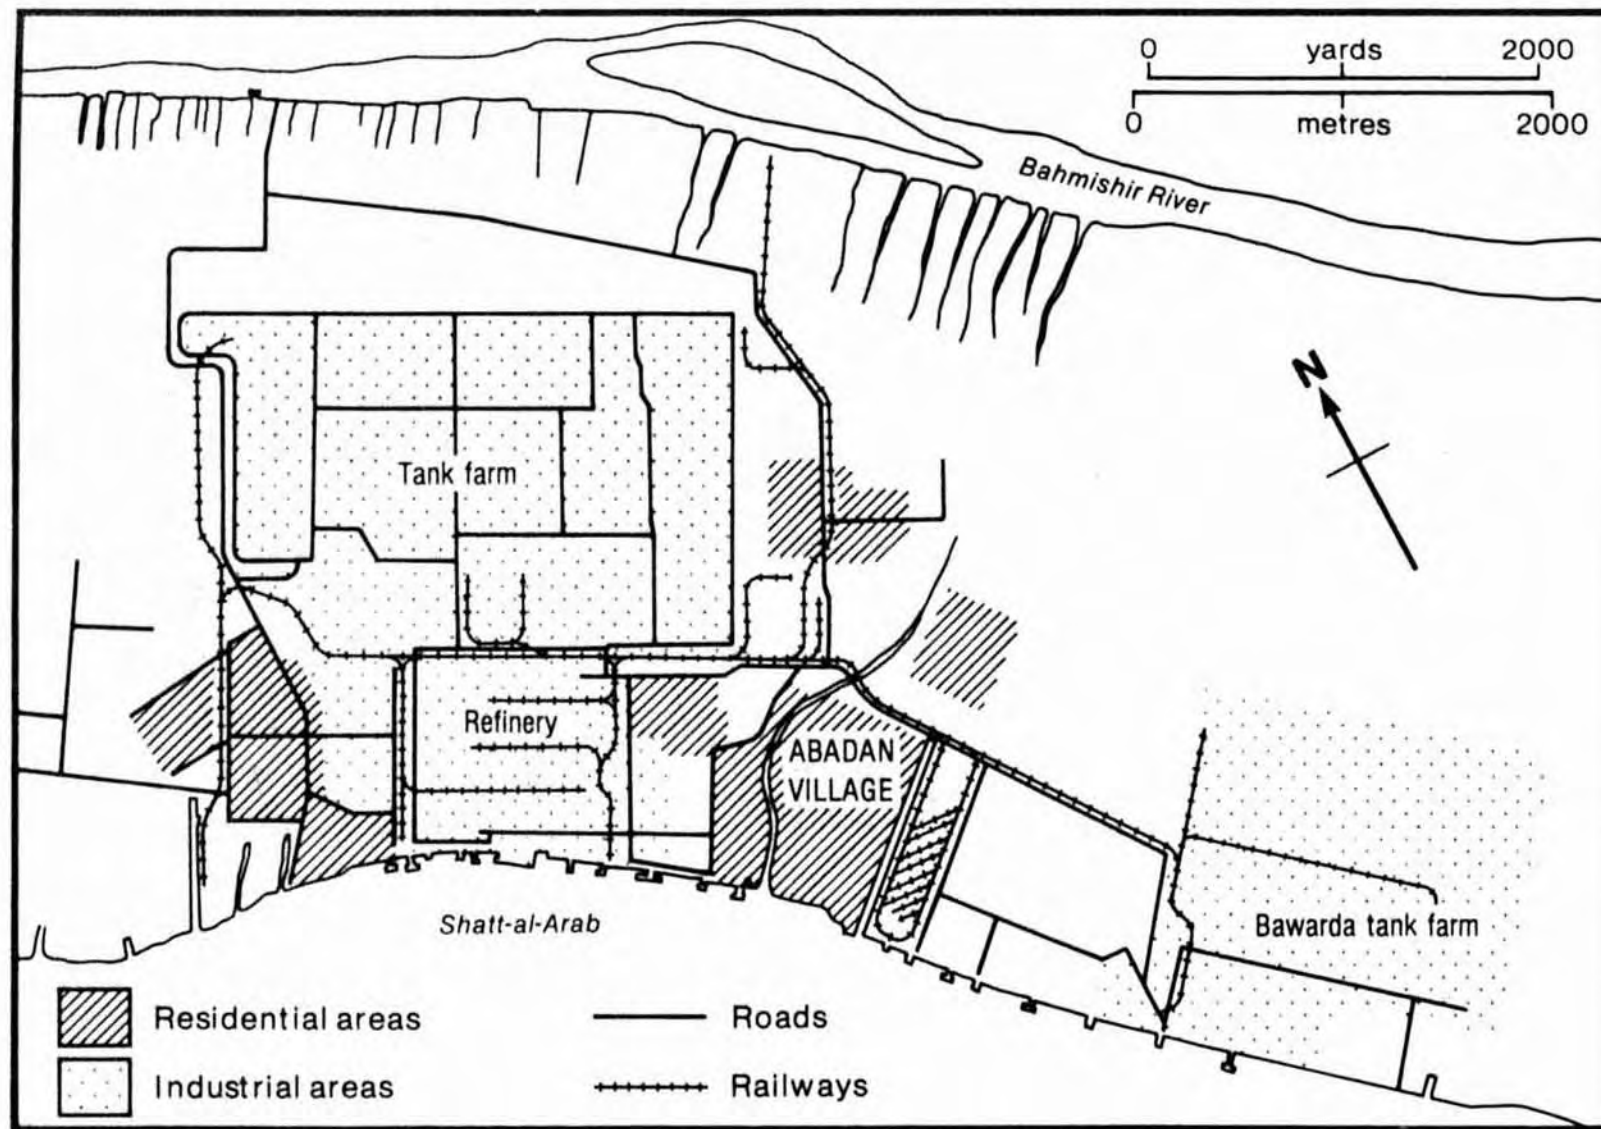 0 yards 2000
0 metres 2000
Bahmishir River
N
Tank farm
Refinery
ABADAN
VILLAGE
Bawarda tank farm
Shatt-al-Arab
Residential areas
Roads
Industrial areas
Railways